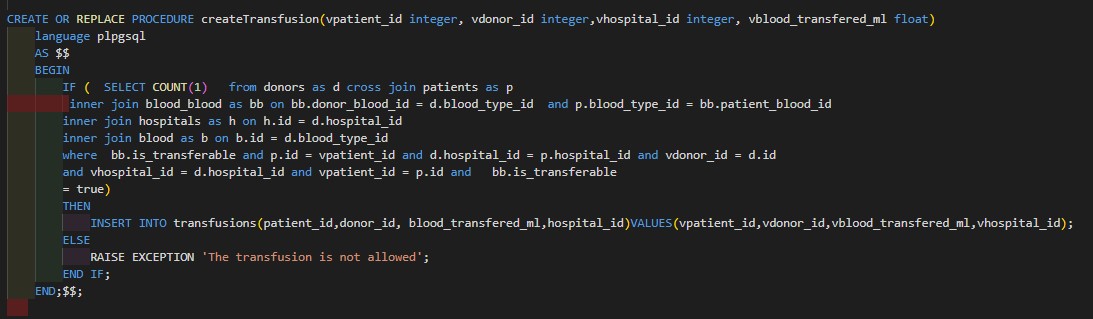 CREATE OR REPLACE PROCEDURE createTransfusion(vpatient_id integer, vdonor_id integer,vhospital_id integer, vblood_transfered_ml float)
    language plpgsql
    AS $$
    BEGIN
        IF (  SELECT COUNT(1)   from donors as d cross join patients as p
         inner join blood_blood as bb on bb.donor_blood_id = d.blood_type_id  and p.blood_type_id = bb.patient_blood_id
        inner join hospitals as h on h.id = d.hospital_id
        inner join blood as b on b.id = d.blood_type_id
        where  bb.is_transferable and p.id = vpatient_id and d.hospital_id = p.hospital_id and vdonor_id = d.id
        and vhospital_id = d.hospital_id and vpatient_id = p.id and   bb.is_transferable
        = true)
        THEN
            INSERT INTO transfusions(patient_id,donor_id, blood_transfered_ml,hospital_id)VALUES(vpatient_id,vdonor_id,vblood_transfered_ml,vhospital_id);
        ELSE
            RAISE EXCEPTION 'The transfusion is not allowed';
        END IF;
    END;$$;